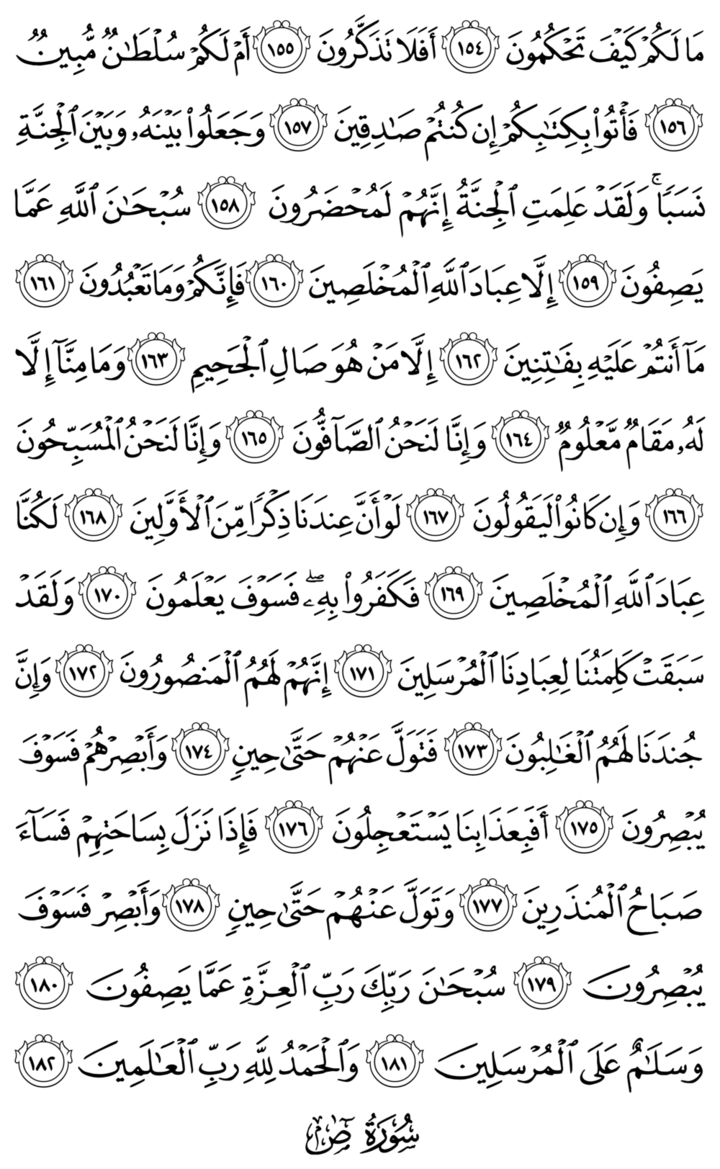 مَا لَكُمْ كَيْفَ تَحْكُمُونَ ١٥٤ أَفَلَا تَذَكَّرُونَ ١٥٥ أَمْ لَكُمْ سُلْطَٰنٌ مُّبِينٌ
١٥٦ فَأْتُوا۟ بِكِتَٰبِكُمْ إِن كُنتُمْ صَٰدِقِينَ ١٥٧ وَجَعَلُوا۟ بَيْنَهُۥ وَبَيْنَ ٱلْجِنَّةِ
نَسَبًا ۚ وَلَقَدْ عَلِمَتِ ٱلْجِنَّةُ إِنَّهُمْ لَمُحْضَرُونَ ١٥٨ سُبْحَٰنَ ٱللَّهِ عَمَّا
يَصِفُونَ ١٥٩ إِلَّا عِبَادَ ٱللَّهِ ٱلْمُخْلَصِينَ ١٦٠ فَإِنَّكُمْ وَمَا تَعْبُدُونَ ١٦١
مَآ أَنتُمْ عَلَيْهِ بِفَٰتِنِينَ ١٦٢ إِلَّا مَنْ هُوَ صَالِ ٱلْجَحِيمِ ١٦٣ وَمَا مِنَّآ إِلَّا
لَهُۥ مَقَامٌ مَّعْلُومٌ ١٦٤ وَإِنَّا لَنَحْنُ ٱلصَّآفُّونَ ١٦٥ وَإِنَّا لَنَحْنُ ٱلْمُسَبِّحُونَ
١٦٦ وَإِن كَانُوا۟ لَيَقُولُونَ ١٦٧ لَوْ أَنَّ عِندَنَا ذِكْرًا مِّنَ ٱلْأَوَّلِينَ ١٦٨ لَكُنَّا
عِبَادَ ٱللَّهِ ٱلْمُخْلَصِينَ ١٦٩ فَكَفَرُوا۟ بِهِۦ ۖ فَسَوْفَ يَعْلَمُونَ ١٧٠ وَلَقَدْ
سَبَقَتْ كَلِمَتُنَا لِعِبَادِنَا ٱلْمُرْسَلِينَ ١٧١ إِنَّهُمْ لَهُمُ ٱلْمَنصُورُونَ ١٧٢ وَإِنَّ
جُندَنَا لَهُمُ ٱلْغَٰلِبُونَ ١٧٣ فَتَوَلَّ عَنْهُمْ حَتَّىٰ حِينٍ ١٧٤ وَأَبْصِرْهُمْ فَسَوْفَ
يُبْصِرُونَ ١٧٥ أَفَبِعَذَابِنَا يَسْتَعْجِلُونَ ١٧٦ فَإِذَا نَزَلَ بِسَاحَتِهِمْ فَسَآءَ
صَبَاحُ ٱلْمُنذَرِينَ ١٧٧ وَتَوَلَّ عَنْهُمْ حَتَّىٰ حِينٍ ١٧٨ وَأَبْصِرْ فَسَوْفَ
يُبْصِرُونَ ١٧٩ سُبْحَٰنَ رَبِّكَ رَبِّ ٱلْعِزَّةِ عَمَّا يَصِفُونَ ١٨٠
وَسَلَٰمٌ عَلَى ٱلْمُرْسَلِينَ ١٨١ وَٱلْحَمْدُ لِلَّهِ رَبِّ ٱلْعَٰلَمِينَ ١٨٢
سُورَةُ صٓ